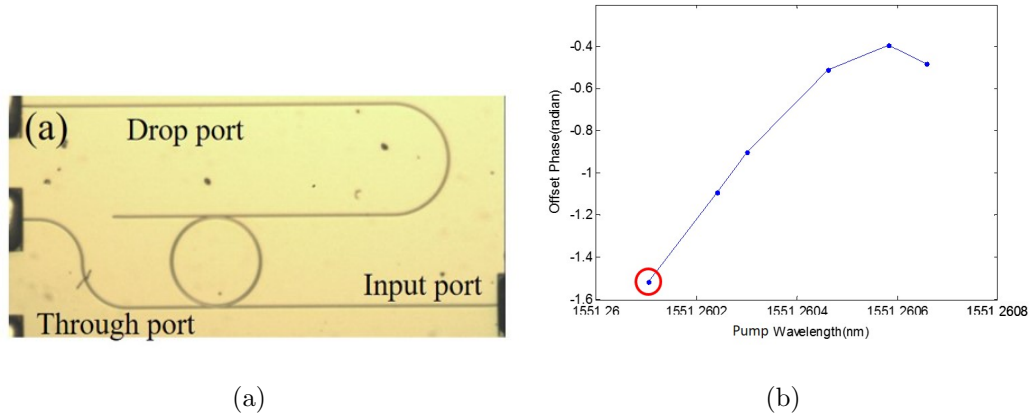 (a)
Drop port
Input port
Through port
-0.4
-0.6
-0.8
-1
-1.2
-1.4
-1.6
Offset Phase(radian)
1551.26
1551.2602
1551.2604
1551.2606
1551.2608
Pump Wavelength(nm)
(a)
(b)